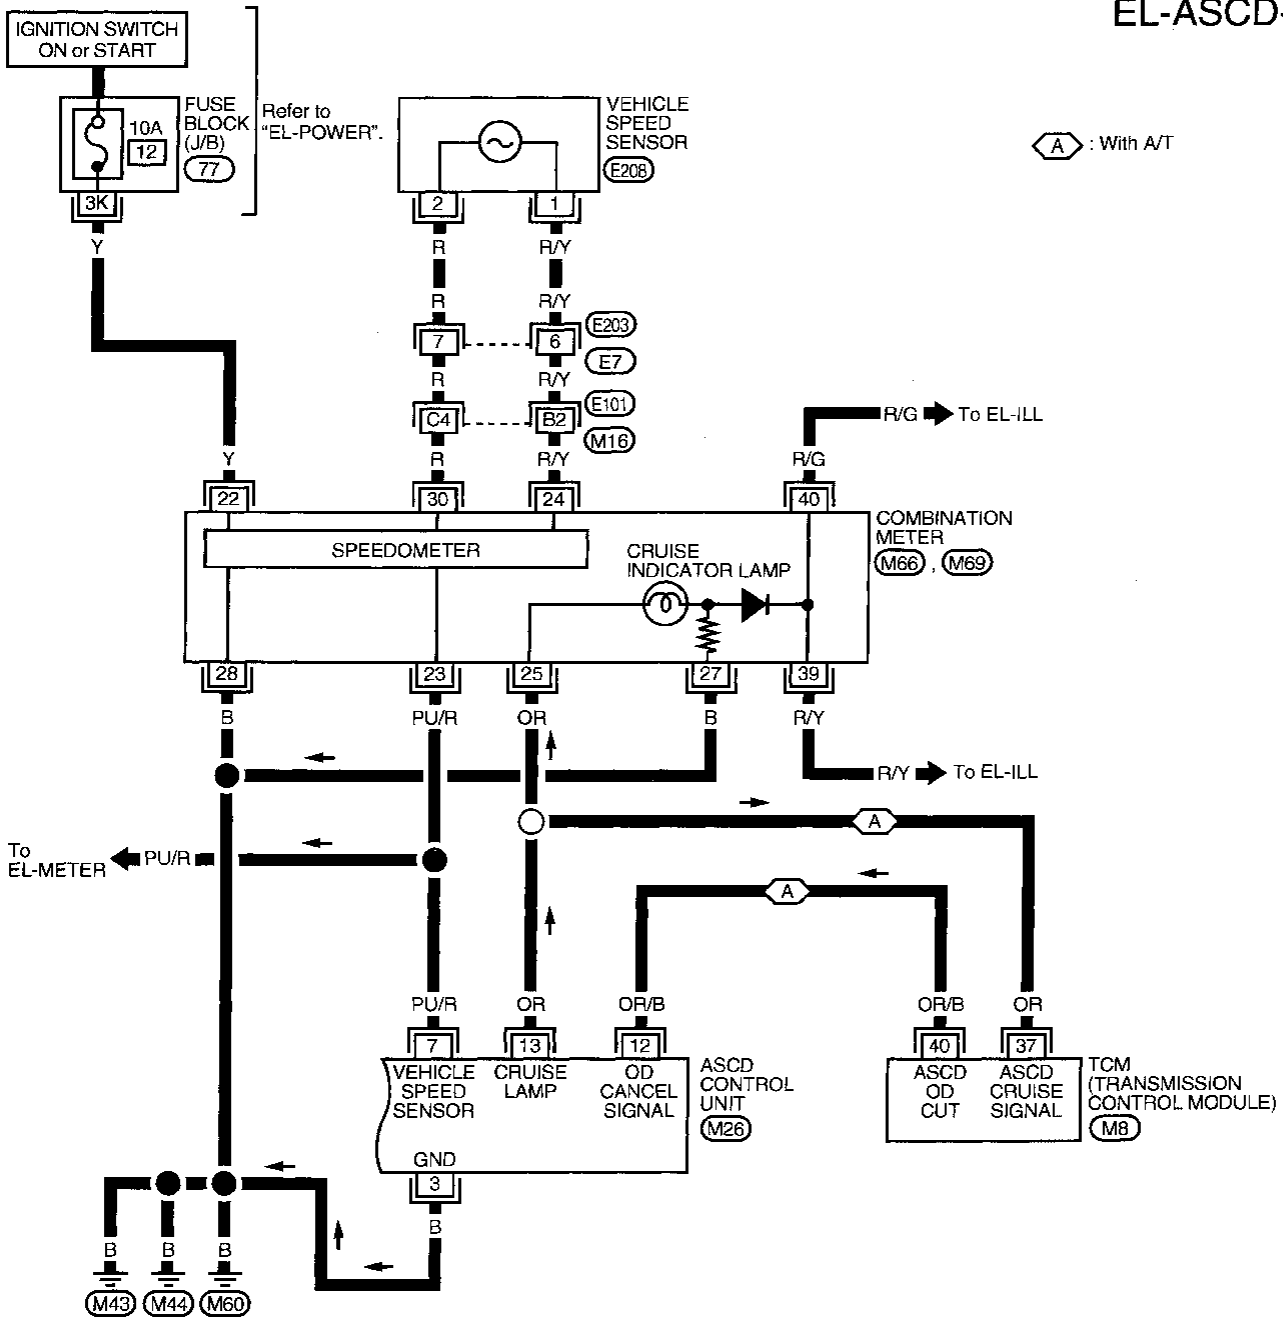 EL-ASCD-
IGNITION SWITCH
ON or START
FUSE
BLOCK
(J/B)
77
10A
12
3K
Refer to
"EL-POWER".
VEHICLE
SPEED
SENSOR
E208
A : With A/T
2 1
Y R R/Y
R R/Y
7 6
E203
E7
R R/Y
C4 B2
E101
M16
R/G To EL-ILL
Y R R/Y R/G
22 30 24 40
COMBINATION
METER
M66 , M69
SPEEDOMETER
CRUISE
INDICATOR LAMP
28 23 25 27 39
B PU/R OR B R/Y
R/Y To EL-ILL
A
To
EL-METER
PU/R
A
PU/R OR OR/B OR/B OR
7 13 12 40 37
VEHICLE
SPEED
SENSOR
CRUISE
LAMP
OD
CANCEL
SIGNAL
ASCD
CONTROL
UNIT
M26
ASCD
OD
CUT
ASCD
CRUISE
SIGNAL
TCM
(TRANSMISSION
CONTROL MODULE)
M8
GND
3
B
B B B
M43 M44 M60